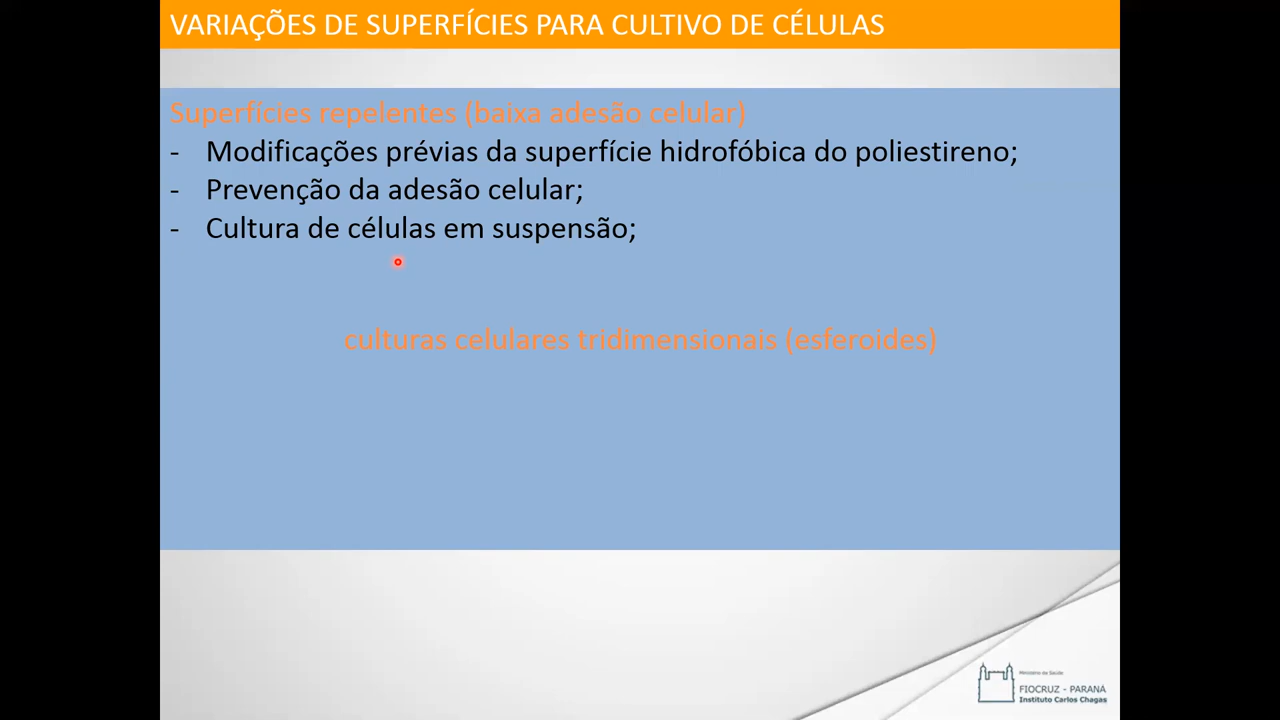 VARIAÇÕES DE SUPERFÍCIES PARA CULTIVO DE CÉLULAS
Superfícies repelentes (baixa adesão celular)
- Modificações prévias da superfície hidrofóbica do poliestireno;
- Prevenção da adesão celular;
- Cultura de células em suspensão;
culturas celulares tridimensionais (esferoides)
Ministério da Saúde
FIOCRUZ - PARANÁ
Instituto Carlos Chagas